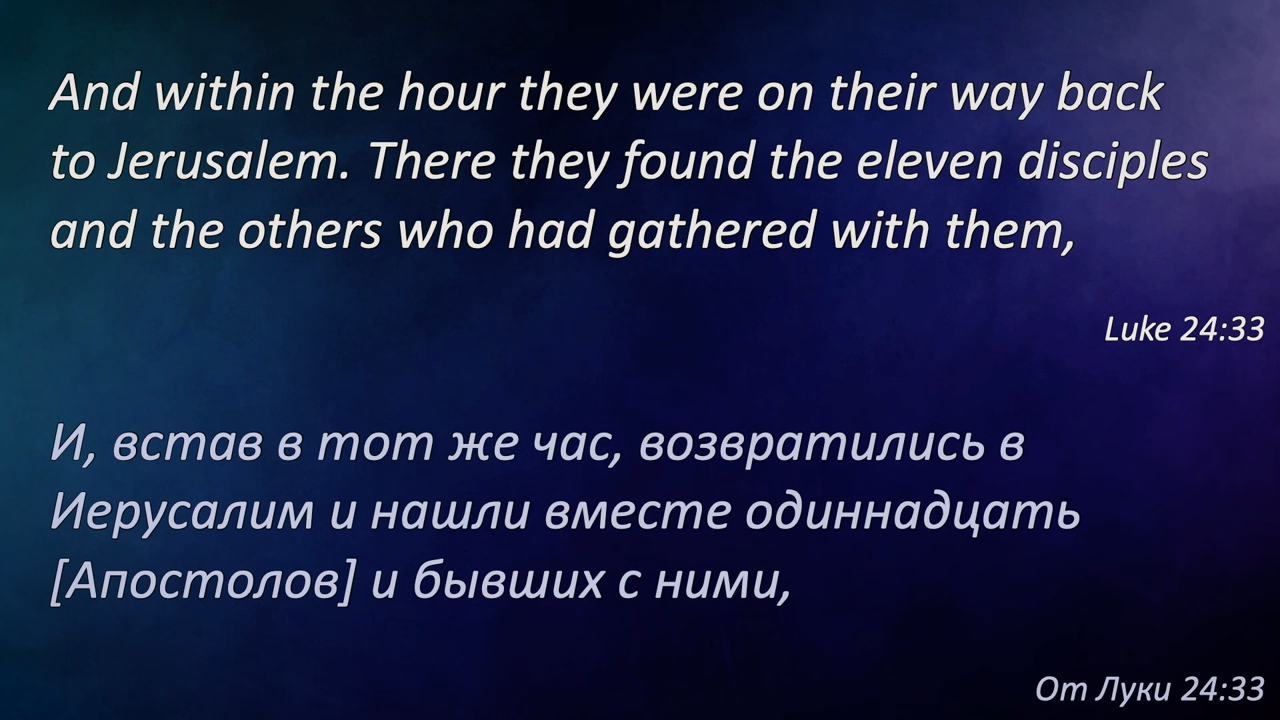 And within the hour they were on their way back
to Jerusalem. There they found the eleven disciples
and the others who had gathered with them,
Luke 24:33
И, встав в тот же час, возвратились в
Иерусалим и нашли вместе одиннадцать
[Апостолов] и бывших с ними,
От Луки 24:33